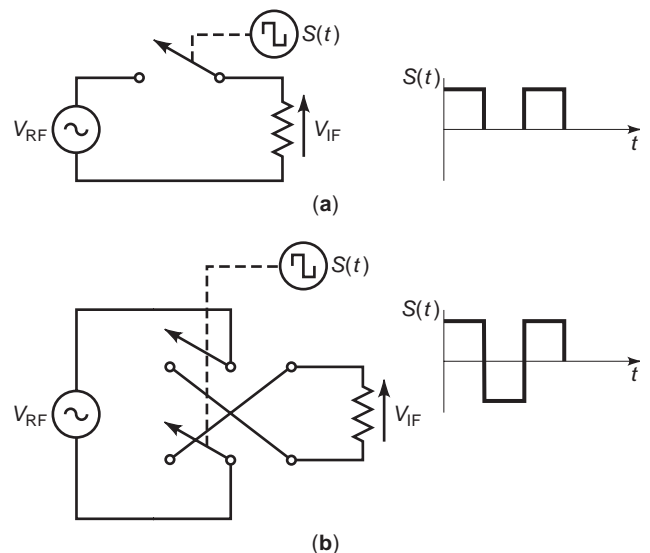 S(t)
S(t)
V_RF
V_IF
t
(a)
S(t)
S(t)
t
V_RF
V_IF
(b)